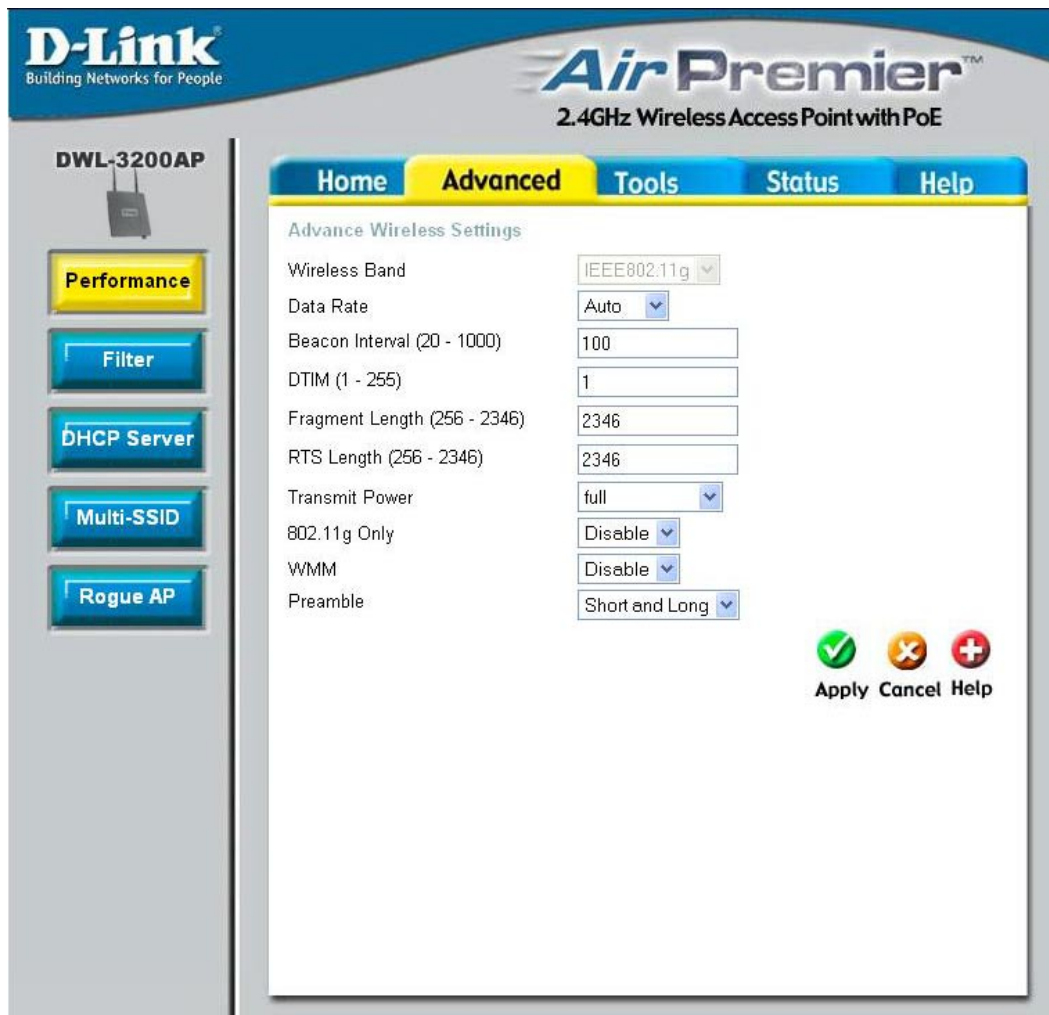 D-Link
Building Networks for People
Air Premier™
2.4GHz Wireless Access Point with PoE
DWL-3200AP
Performance
Filter
DHCP Server
Multi-SSID
Rogue AP
Home Advanced Tools Status Help
Advance Wireless Settings
Wireless Band IEEE802.11g
Data Rate Auto
Beacon Interval (20 - 1000) 100
DTIM (1 - 255) 1
Fragment Length (256 - 2346) 2346
RTS Length (256 - 2346) 2346
Transmit Power full
802.11g Only Disable
WMM Disable
Preamble Short and Long
Apply Cancel Help